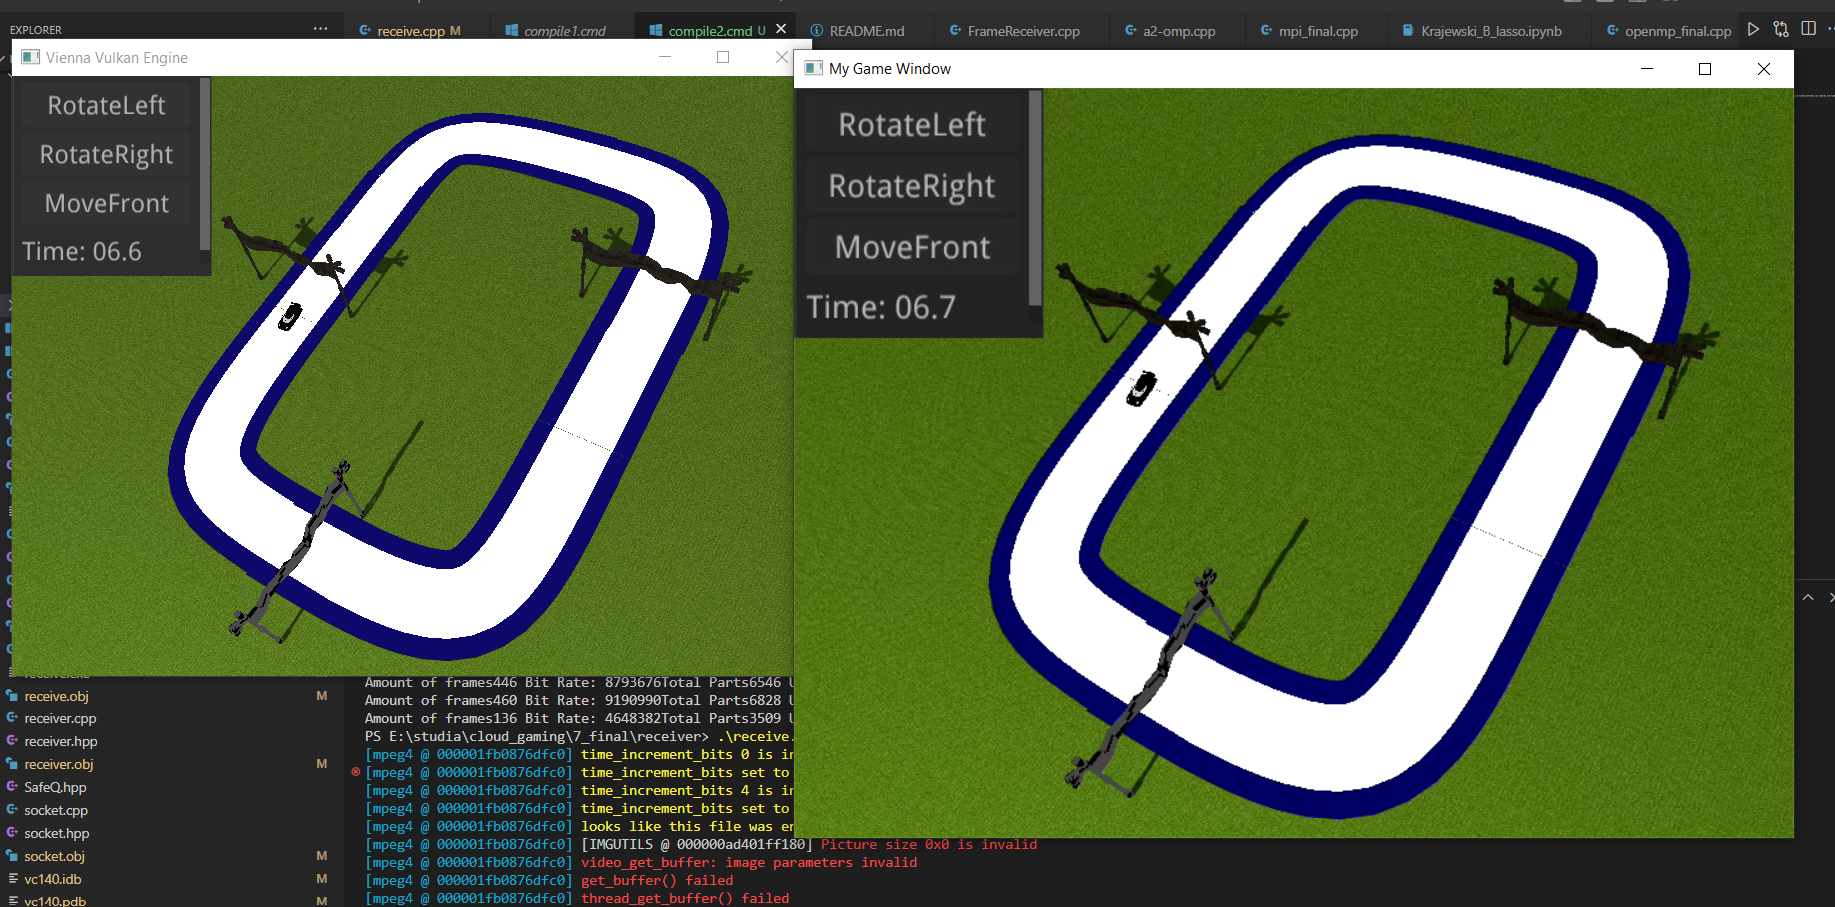 EXPLORER
receive.cpp M
compile1.cmd
compile2.cmd U
README.md
FrameReceiver.cpp
a2-omp.cpp
mpi_final.cpp
Krajewski_B_lasso.ipynb
openmp_final.cpp
Vienna Vulkan Engine
RotateLeft
RotateRight
MoveFront
Time: 06.6
My Game Window
RotateLeft
RotateRight
MoveFront
Time: 06.7
receive.obj M
receiver.cpp
receiver.hpp
receiver.obj M
SafeQ.hpp
socket.cpp
socket.hpp
socket.obj M
vc140.idb M
vc140.pdb M
Amount of frames446 Bit Rate: 8793676Total Parts6546
Amount of frames460 Bit Rate: 9190990Total Parts6828
Amount of frames136 Bit Rate: 4648382Total Parts3509
PS E:\studia\cloud_gaming\7_final\receiver> .\receive.
[mpeg4 @ 000001fb0876dfc0] time_increment_bits 0 is in
[mpeg4 @ 000001fb0876dfc0] time_increment_bits set to
[mpeg4 @ 000001fb0876dfc0] time_increment_bits 4 is in
[mpeg4 @ 000001fb0876dfc0] time_increment_bits set to
[mpeg4 @ 000001fb0876dfc0] looks like this file was en
[mpeg4 @ 000001fb0876dfc0] [IMGUTILS @ 000000ad401ff180] Picture size 0x0 is invalid
[mpeg4 @ 000001fb0876dfc0] video_get_buffer: image parameters invalid
[mpeg4 @ 000001fb0876dfc0] get_buffer() failed
[mpeg4 @ 000001fb0876dfc0] thread_get_buffer() failed